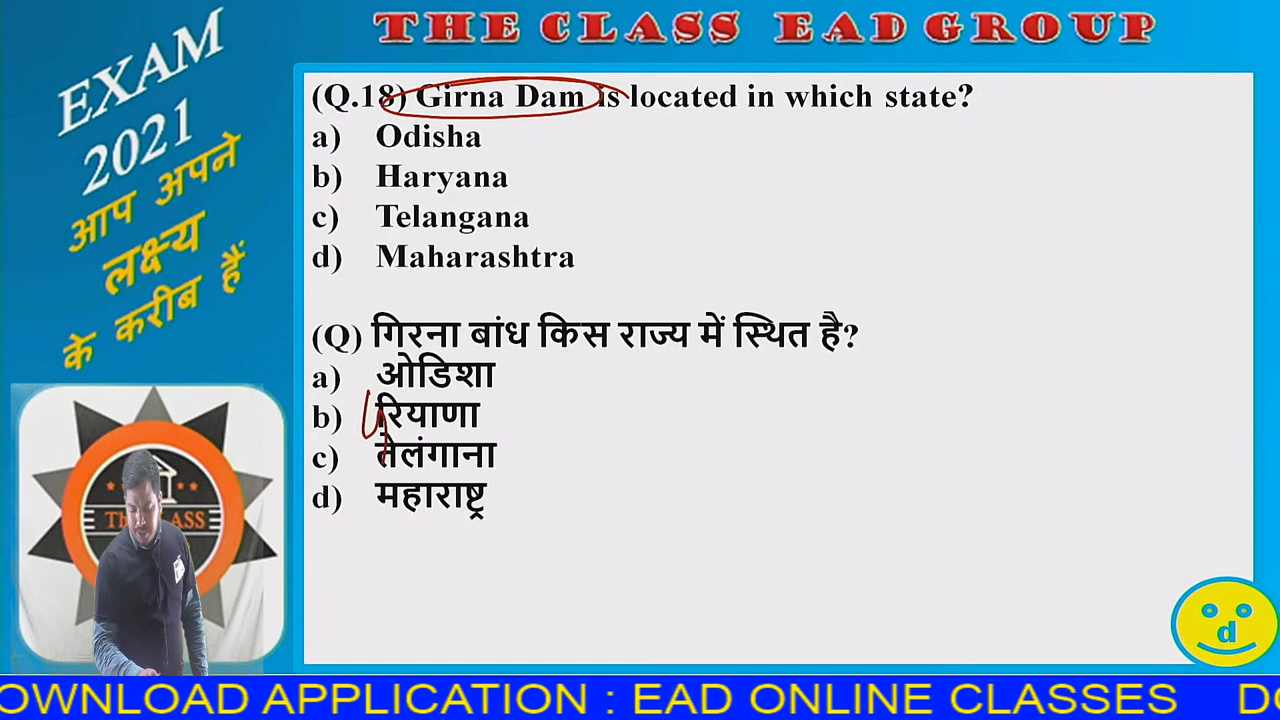 THE CLASS EAD GROUP
EXAM
2021
आप अपने
लक्ष्य
के करीब हैं
(Q.18) Girna Dam is located in which state?
a) Odisha
b) Haryana
c) Telangana
d) Maharashtra
(Q) गिरना बांध किस राज्य में स्थित है?
a) ओडिशा
b) रियाणा
c) तेलंगाना
d) महाराष्ट्र
d
OWNLOAD APPLICATION : EAD ONLINE CLASSES DO